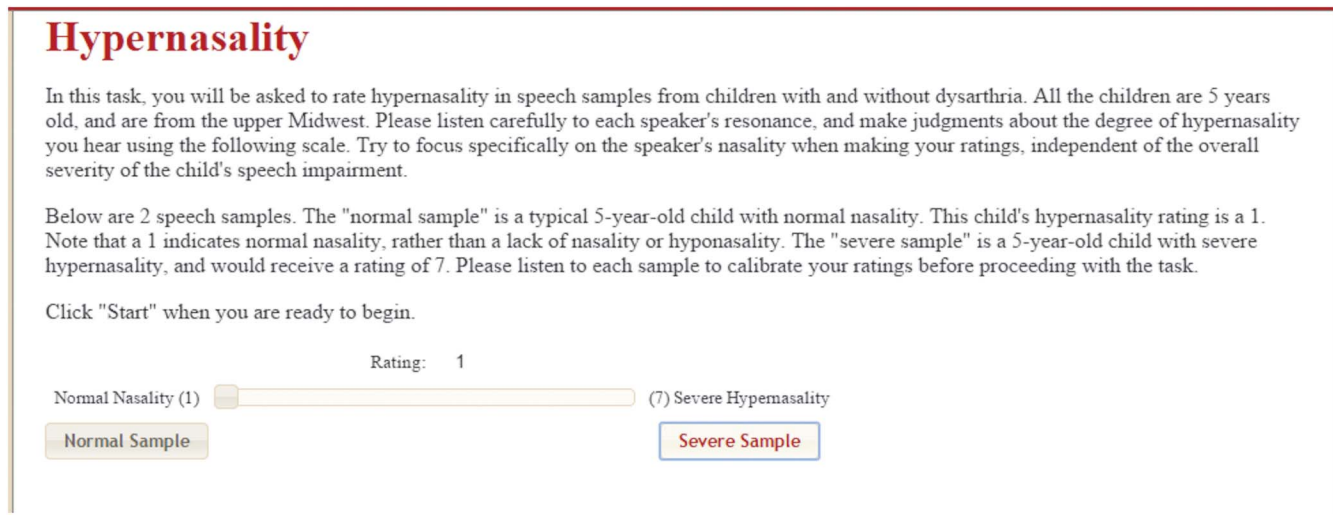 Hypernasality
In this task, you will be asked to rate hypernasality in speech samples from children with and without dysarthria. All the children are 5 years
old, and are from the upper Midwest. Please listen carefully to each speaker's resonance, and make judgments about the degree of hypernasality
you hear using the following scale. Try to focus specifically on the speaker's nasality when making your ratings, independent of the overall
severity of the child's speech impairment.
Below are 2 speech samples. The "normal sample" is a typical 5-year-old child with normal nasality. This child's hypernasality rating is a 1.
Note that a 1 indicates normal nasality, rather than a lack of nasality or hyponasality. The "severe sample" is a 5-year-old child with severe
hypernasality, and would receive a rating of 7. Please listen to each sample to calibrate your ratings before proceeding with the task.
Click "Start" when you are ready to begin.
Rating: 1
Normal Nasality (1) (7) Severe Hypernasality
Normal Sample Severe Sample